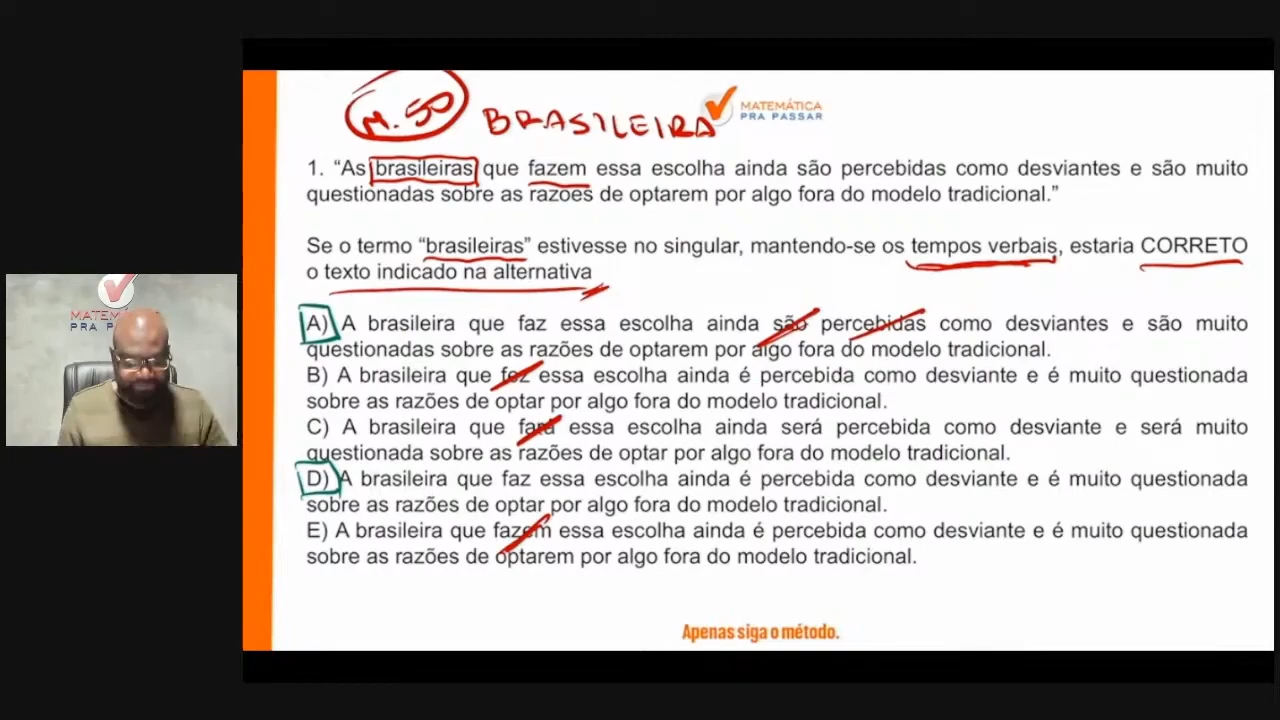 M. 50 BRASILEIRA
MATEMÁTICA
PRA PASSAR
1. “As brasileiras que fazem essa escolha ainda são percebidas como desviantes e são muito
questionadas sobre as razões de optarem por algo fora do modelo tradicional.”
Se o termo “brasileiras” estivesse no singular, mantendo-se os tempos verbais, estaria CORRETO
o texto indicado na alternativa
A) A brasileira que faz essa escolha ainda são percebidas como desviantes e são muito
questionadas sobre as razões de optarem por algo fora do modelo tradicional.
B) A brasileira que fez essa escolha ainda é percebida como desviante e é muito questionada
sobre as razões de optar por algo fora do modelo tradicional.
C) A brasileira que fará essa escolha ainda será percebida como desviante e será muito
questionada sobre as razões de optar por algo fora do modelo tradicional.
D) A brasileira que faz essa escolha ainda é percebida como desviante e é muito questionada
sobre as razões de optar por algo fora do modelo tradicional.
E) A brasileira que fazem essa escolha ainda é percebida como desviante e é muito questionada
sobre as razões de optarem por algo fora do modelo tradicional.
Apenas siga o método.